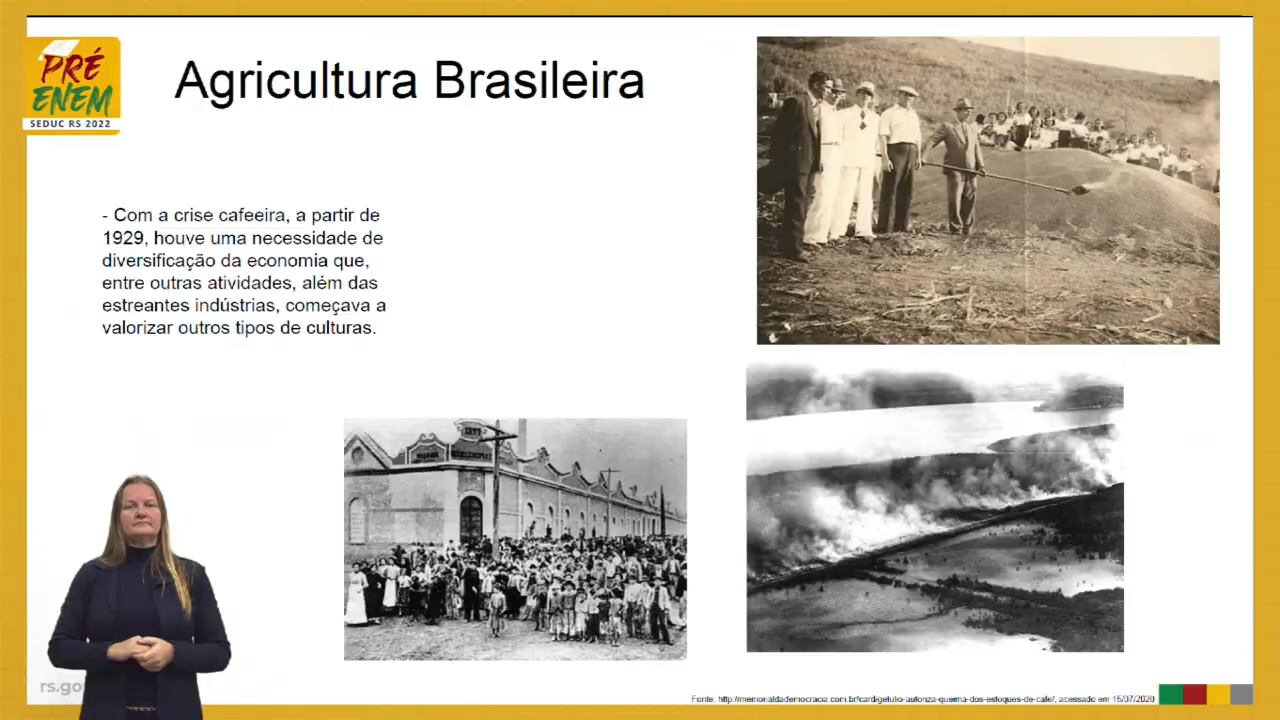 PRÉ
ENEM
SEDUC RS 2022
Agricultura Brasileira
- Com a crise cafeeira, a partir de
1929, houve uma necessidade de
diversificação da economia que,
entre outras atividades, além das
estreantes indústrias, começava a
valorizar outros tipos de culturas.
rs.go
Fonte: http://memorialdademocracia.com.br/card/getulio-autoriza-queima-dos-estoques-de-cafe/, acessado em 15/07/2020